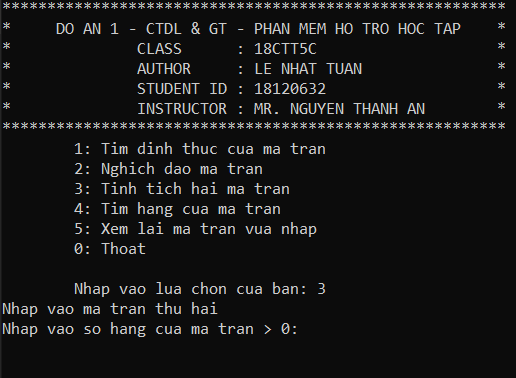 ********************************************************
*     DO AN 1 - CTDL & GT - PHAN MEM HO TRO HOC TAP    *
*              CLASS      : 18CTT5C                    *
*              AUTHOR     : LE NHAT TUAN               *
*              STUDENT ID : 18120632                   *
*              INSTRUCTOR : MR. NGUYEN THANH AN        *
********************************************************
1: Tim dinh thuc cua ma tran
2: Nghich dao ma tran
3: Tinh tich hai ma tran
4: Tim hang cua ma tran
5: Xem lai ma tran vua nhap
0: Thoat
Nhap vao lua chon cua ban: 3
Nhap vao ma tran thu hai
Nhap vao so hang cua ma tran > 0: